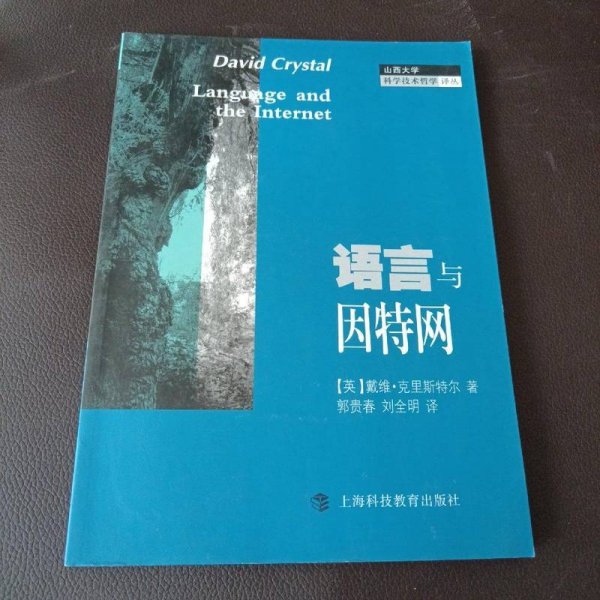 David Crystal
Language and
the Internet
山西大学
科学技术哲学 译丛
语言与
因特网
【英】戴维·克里斯特尔 著
郭贵春 刘全明 译
上海科技教育出版社